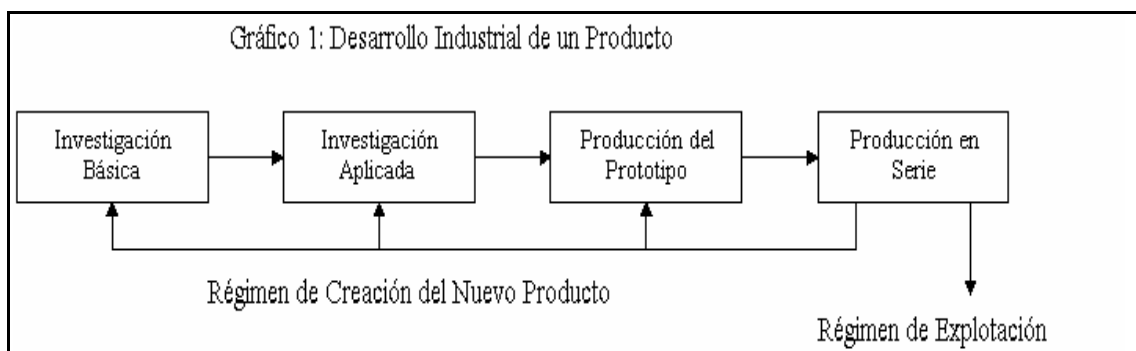 Gráfico 1: Desarrollo Industrial de un Producto
Investigación
Básica
Investigación
Aplicada
Producción del
Prototipo
Producción en
Serie
Régimen de Creación del Nuevo Producto
Régimen de Explotación